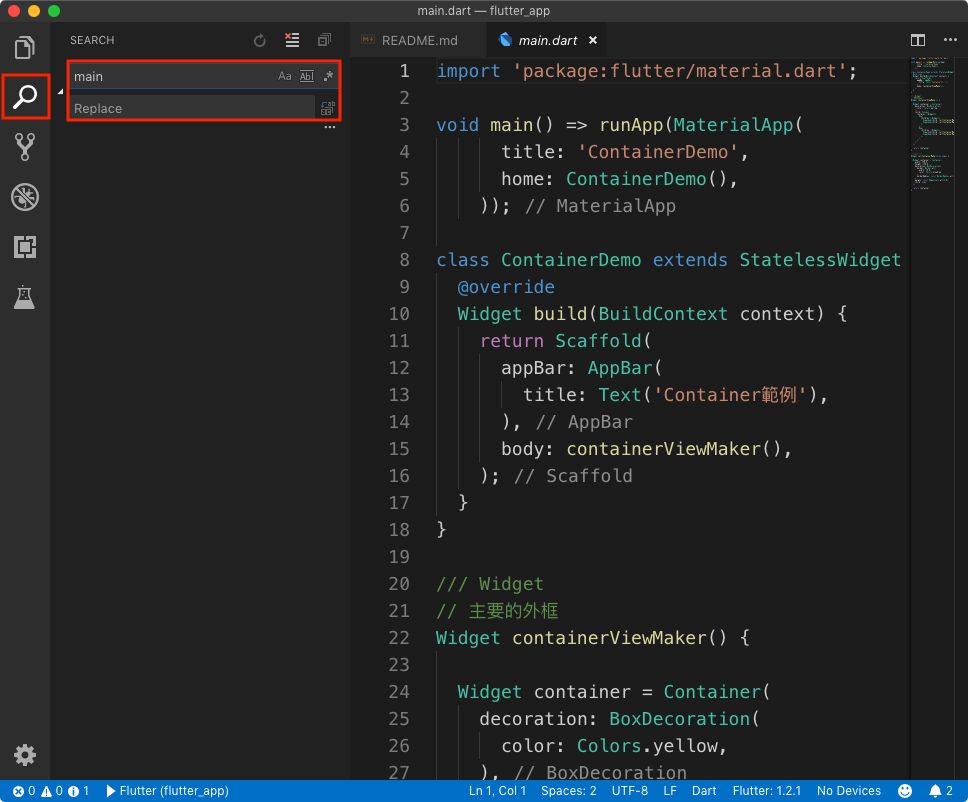 main.dart — flutter_app
SEARCH
main
Aa
Abl
.*
Replace
README.md
main.dart
1 import 'package:flutter/material.dart';
2
3 void main() => runApp(MaterialApp(
4 title: 'ContainerDemo',
5 home: ContainerDemo(),
6 )); // MaterialApp
7
8 class ContainerDemo extends StatelessWidget
9 @override
10 Widget build(BuildContext context) {
11 return Scaffold(
12 appBar: AppBar(
13 title: Text('Container範例'),
14 ), // AppBar
15 body: containerViewMaker(),
16 ); // Scaffold
17 }
18 }
19
20 /// Widget
21 // 主要的外框
22 Widget containerViewMaker() {
23
24 Widget container = Container(
25 decoration: BoxDecoration(
26 color: Colors.yellow,
27 ), // BoxDecoration
0 0 1 Flutter (flutter_app) Ln 1, Col 1 Spaces: 2 UTF-8 LF Dart Flutter: 1.2.1 No Devices 2